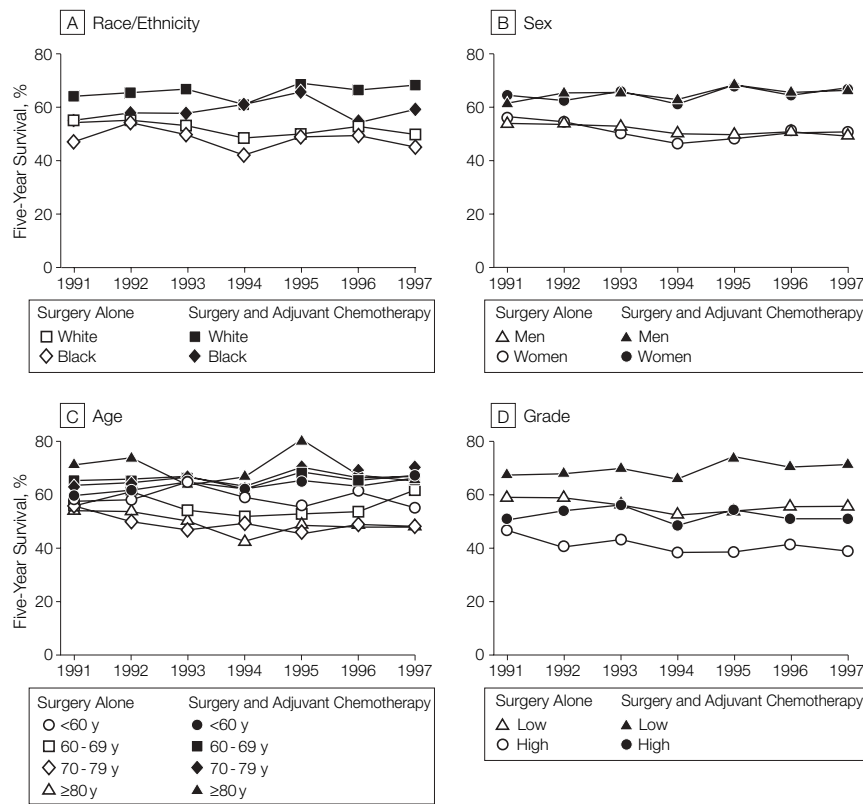 A Race/Ethnicity
Five-Year Survival, %
80
60
40
20
0
1991 1992 1993 1994 1995 1996 1997
Surgery Alone Surgery and Adjuvant Chemotherapy
White White
Black Black
B Sex
80
60
40
20
0
1991 1992 1993 1994 1995 1996 1997
Surgery Alone Surgery and Adjuvant Chemotherapy
Men Men
Women Women
C Age
Five-Year Survival, %
80
60
40
20
0
1991 1992 1993 1994 1995 1996 1997
Surgery Alone Surgery and Adjuvant Chemotherapy
<60 y <60 y
60-69 y 60-69 y
70-79 y 70-79 y
≥80 y ≥80 y
D Grade
80
60
40
20
0
1991 1992 1993 1994 1995 1996 1997
Surgery Alone Surgery and Adjuvant Chemotherapy
Low Low
High High